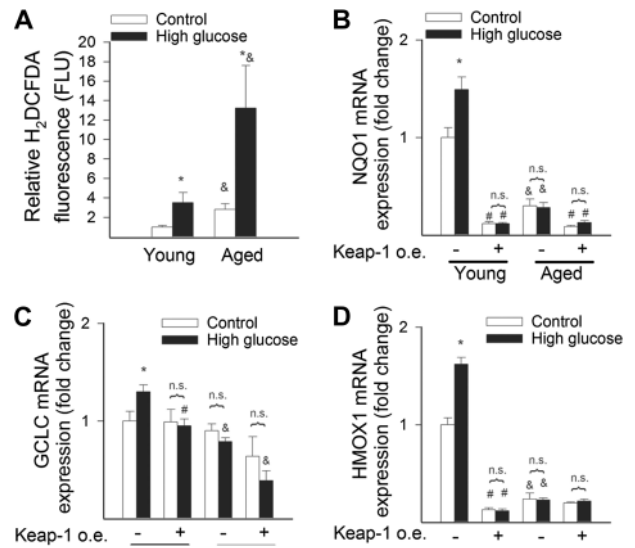 A
Control
High glucose
Relative H₂DCFDA
fluorescence (FLU)
20
18
16
14
12
10
8
6
4
2
*
&
*&
Young
Aged
B
Control
High glucose
NQO1 mRNA
expression (fold change)
2
1
*
n.s.
# #
n.s.
& &
n.s.
# #
Keap-1 o.e.
- + - +
Young
Aged
C
Control
High glucose
GCLC mRNA
expression (fold change)
2
1
*
n.s.
#
n.s.
&
n.s.
&
Keap-1 o.e.
- + - +
D
Control
High glucose
HMOX1 mRNA
expression (fold change)
2
1
*
n.s.
# #
n.s.
& &
n.s.
Keap-1 o.e.
- + - +